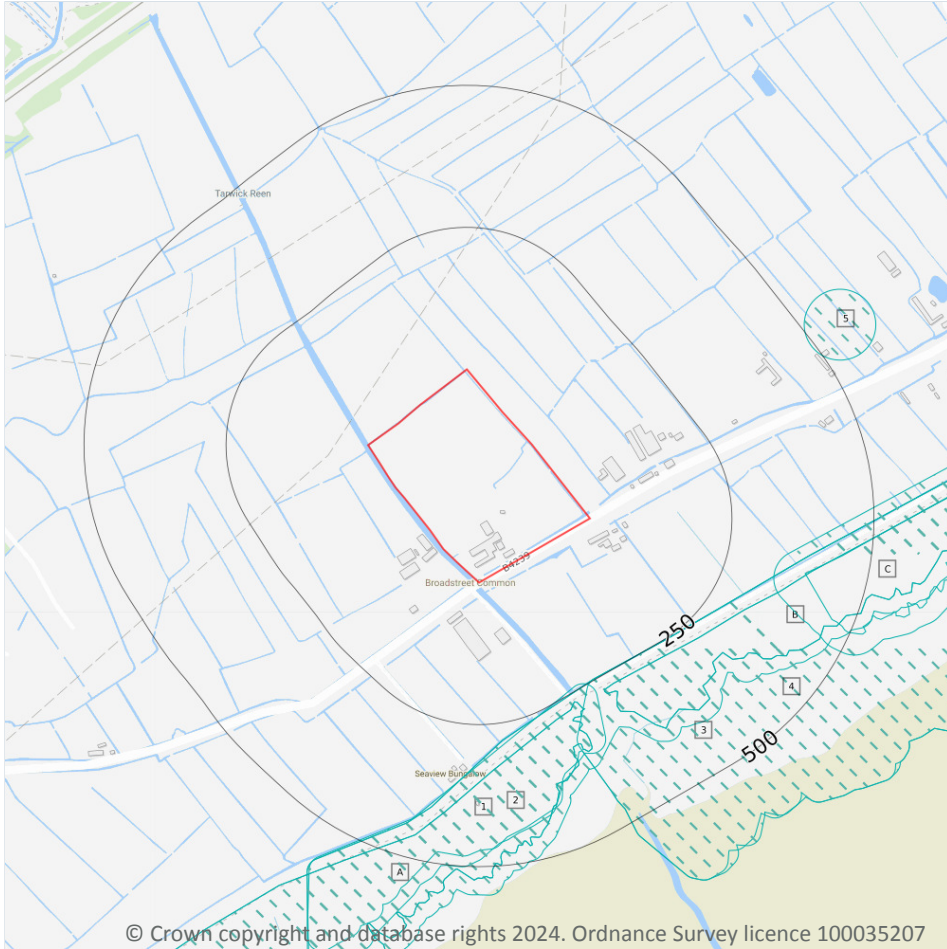 Tarwick Reen
5
B4239
Broadstreet Common
C
B
250
4
3
500
Seaview Bungalow
2
1
A
© Crown copyright and database rights 2024. Ordnance Survey licence 100035207